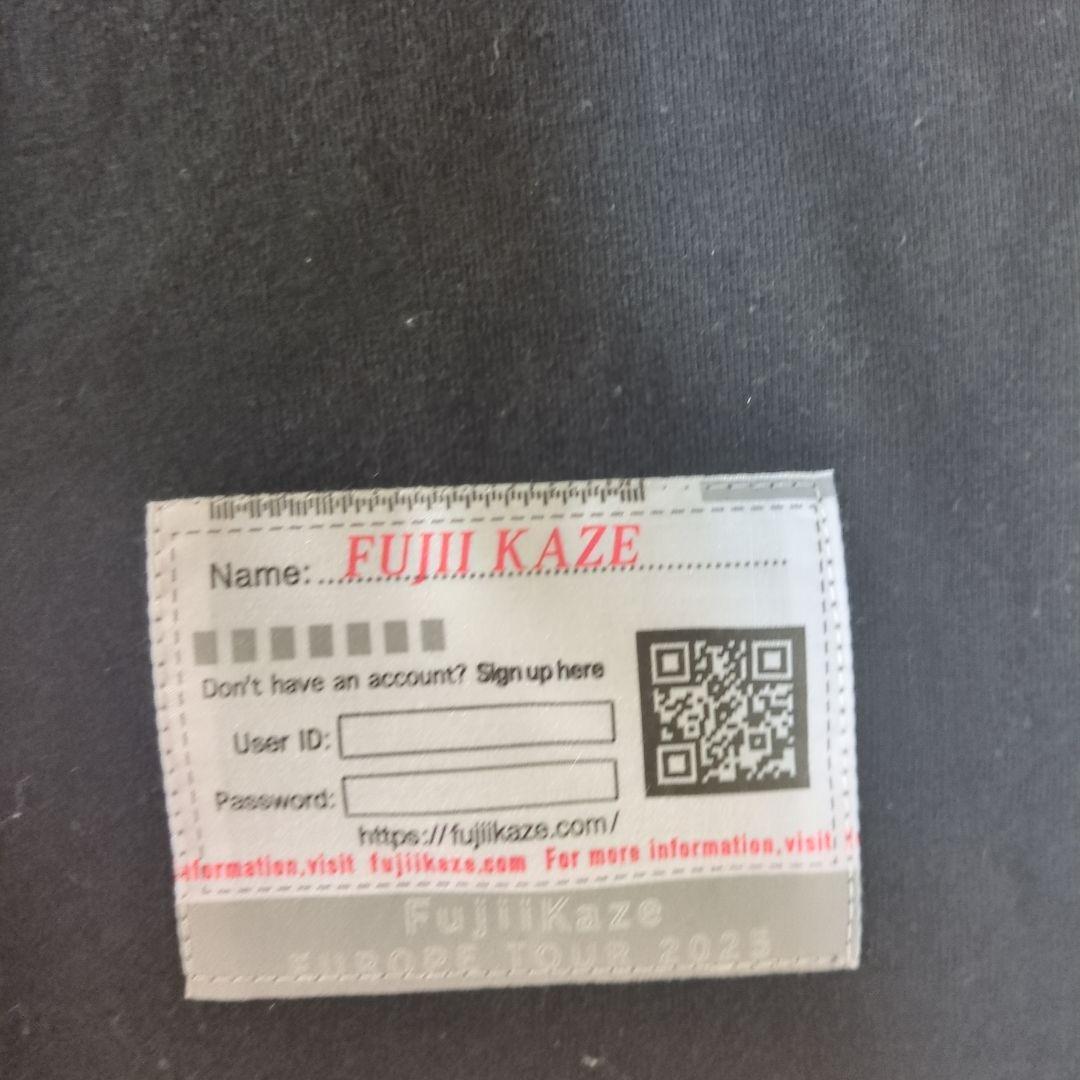 Name: FUJII KAZE
Don't have an account? Sign up here
User ID:
Password:
https://fujiikaze.com/
nformation, visit fujiikaze.com For more information, visit
FujiiKaze
EUROPE TOUR 2025